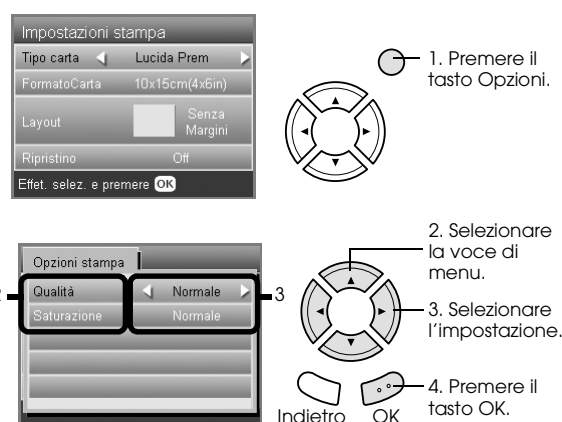 Impostazioni stampa
Tipo carta Lucida Prem
FormatoCarta 10x15cm(4x6in)
Layout Senza
Margini
Ripristino Off
Effet. selez. e premere OK
1. Premere il
tasto Opzioni.
Opzioni stampa
Qualità Normale
Saturazione Normale
2
3
2. Selezionare
la voce di
menu.
3. Selezionare
l'impostazione.
4. Premere il
tasto OK.
Indietro OK